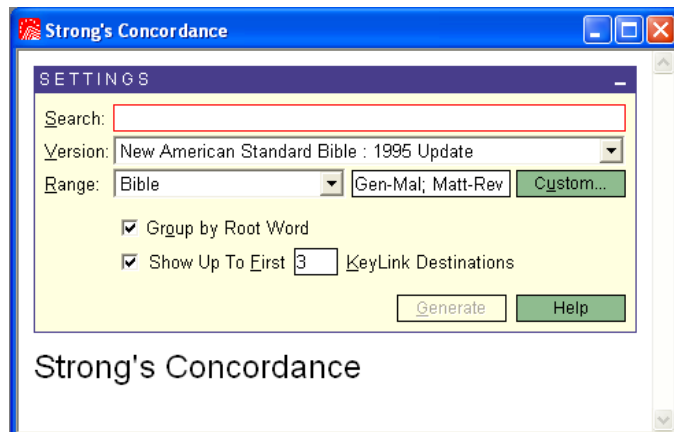 Strong's Concordance
SETTINGS
Search:
Version: New American Standard Bible : 1995 Update
Range: Bible Gen-Mal; Matt-Rev Custom...
Group by Root Word
Show Up To First 3 KeyLink Destinations
Generate Help
Strong's Concordance